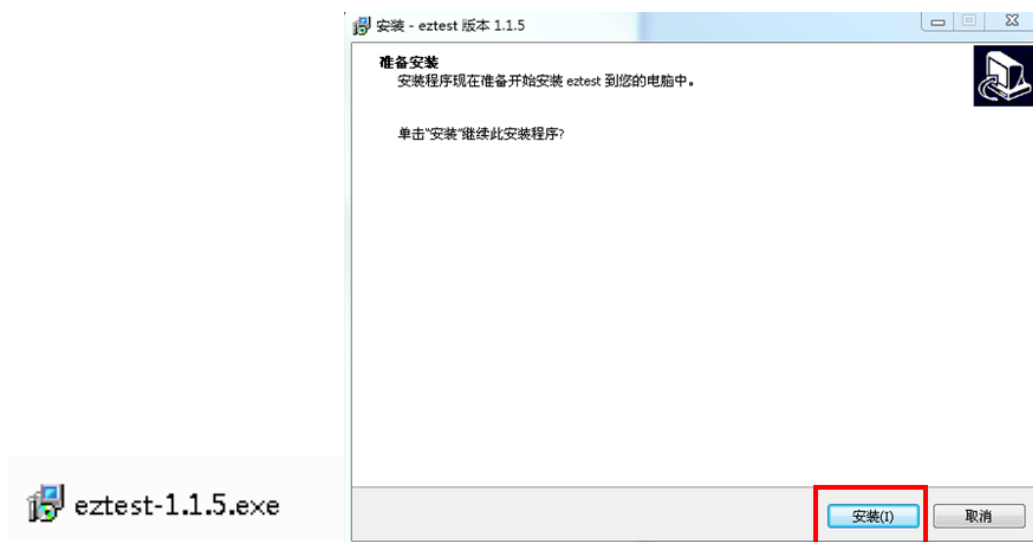 安装 - eztest 版本 1.1.5
准备安装
安装程序现在准备开始安装 eztest 到您的电脑中。
单击"安装"继续此安装程序?
eztest-1.1.5.exe
安装(I)
取消